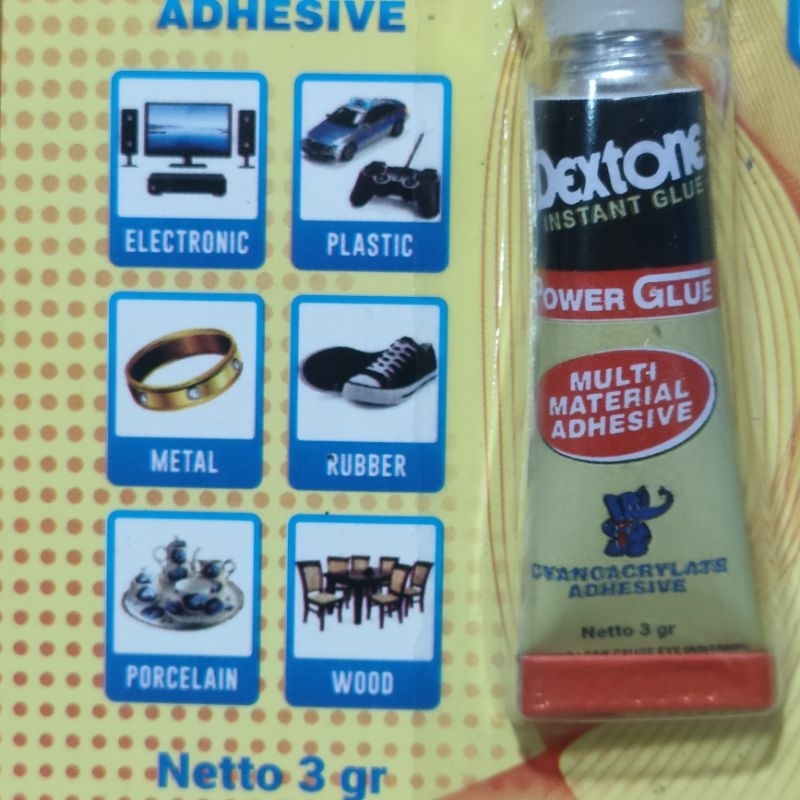 ADHESIVE
ELECTRONIC
PLASTIC
METAL
RUBBER
PORCELAIN
WOOD
Netto 3 gr
Dextone
INSTANT GLUE
POWER GLUE
MULTI
MATERIAL
ADHESIVE
CYANOACRYLATE
ADHESIVE
Netto 3 gr